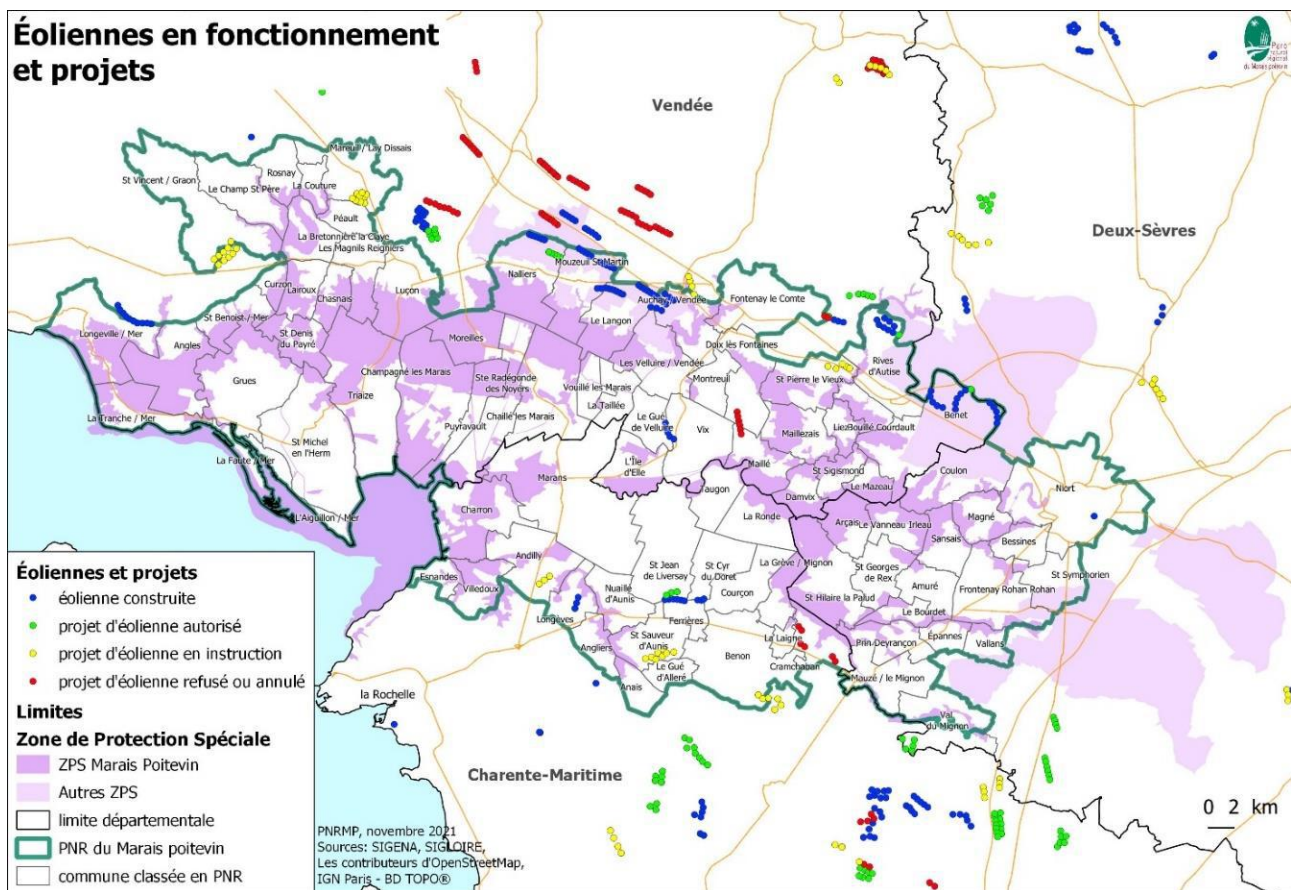 Éoliennes en fonctionnement
et projets
Parc
naturel
régional
du Marais poitevin
Vendée
Deux-Sèvres
Charente-Maritime
Mareuil / Lay Dissais
Rosnay
St Vincent / Graon
Le Champ St Père
La Couture
Péault
La Bretonnière la Claye
Les Magnils Reigniers
Curzon
Lairoux
Chasnais
Luçon
Nalliers
Mouzeuil St Martin
Auchay / Vendée
Fontenay le Comte
Longeville / Mer
St Benoist / Mer
Angles
St Denis
du Payré
Moreilles
Le Langon
Doix lès Fontaines
Les Velluire / Vendée
Rives
d'Autise
Grues
Champagné les Marais
Ste Radégonde
des Noyers
Vouillé les Marais
Montreuil
St Pierre le Vieux
Benet
La Tranche / Mer
Triaize
La Taillée
Chaillé les Marais
Puyravault
Le Gué
de Velluire
Vix
Maillezais
Liez
Bouillé Courdault
St Michel
en l'Herm
La Faute / Mer
L'Île
d'Elle
Maillé
St Sigismond
Le Mazeau
Coulon
Niort
Marans
Taugon
Damvix
L'Aiguillon / Mer
Charron
La Ronde
Arçais
Le Vanneau Irleau
Magné
Sansais
Bessines
Andilly
St Jean
de Liversay
St Cyr
du Doret
La Grève / Mignon
St Georges
de Rex
Amuré
St Symphorien
Esnandes
Villedoux
Nuaillé
d'Aunis
Courçon
St Hilaire la Palud
Frontenay Rohan Rohan
Le Bourdet
Longèves
Ferrières
La Laigne
Prin Deyrançon
Épannes
Vallans
Angliers
St Sauveur
d'Aunis
Benon
Cramchaban
Le Gué
d'Alleré
Mauzé / le Mignon
Anais
Val
du Mignon
la Rochelle
Éoliennes et projets
éolienne construite
projet d'éolienne autorisé
projet d'éolienne en instruction
projet d'éolienne refusé ou annulé
Limites
Zone de Protection Spéciale
ZPS Marais Poitevin
Autres ZPS
limite départementale
PNR du Marais poitevin
commune classée en PNR
PNRMP, novembre 2021
Sources: SIGENA, SIGLOIRE,
Les contributeurs d'OpenStreetMap,
IGN Paris - BD TOPO®
0 2 km